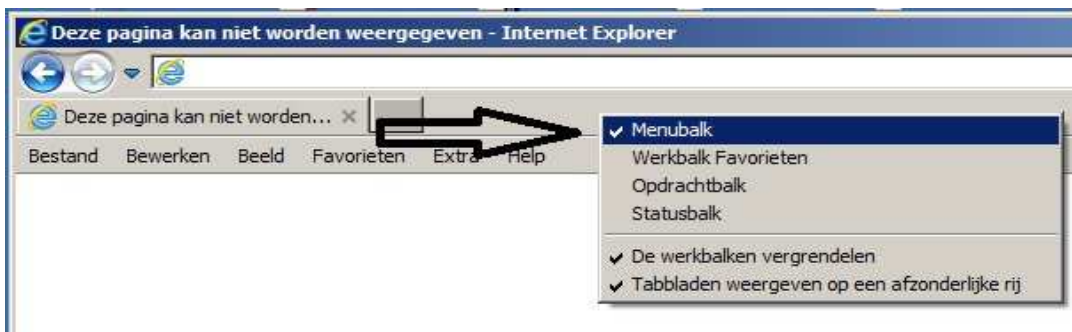 Deze pagina kan niet worden weergegeven - Internet Explorer
Deze pagina kan niet worden...
Bestand Bewerken Beeld Favorieten Extra Help
Menubalk
Werkbalk Favorieten
Opdrachtbalk
Statusbalk
De werkbalken vergrendelen
Tabbladen weergeven op een afzonderlijke rij